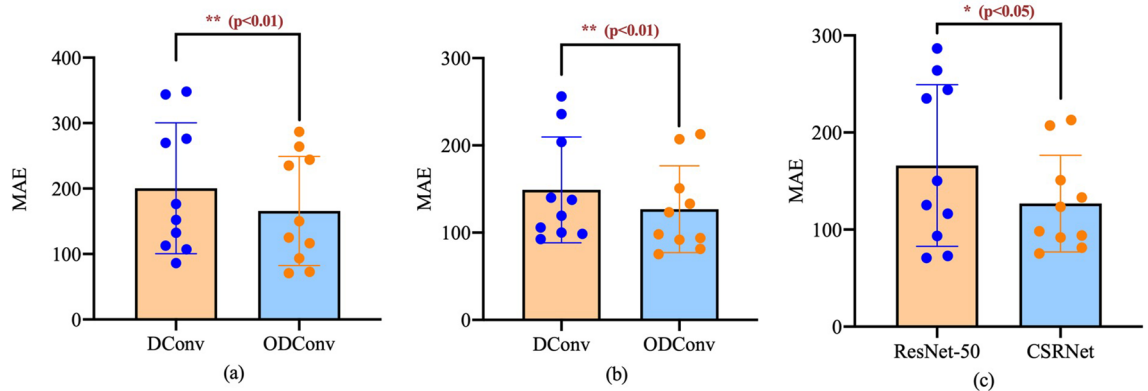 ** (p<0.01)
400
300
200
100
0
MAE
DConv ODConv
(a)
** (p<0.01)
300
200
100
0
MAE
DConv ODConv
(b)
* (p<0.05)
300
200
100
0
MAE
ResNet-50 CSRNet
(c)